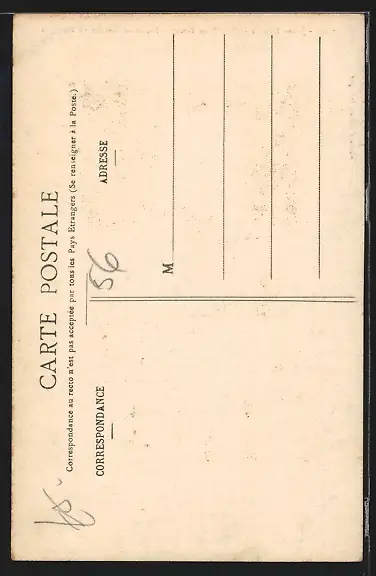 CARTE POSTALE
Correspondance au recto n'est pas acceptée par tous les Pays Etrangers (Se renseigner à la Poste.)
CORRESPONDANCE
ADRESSE
56
M